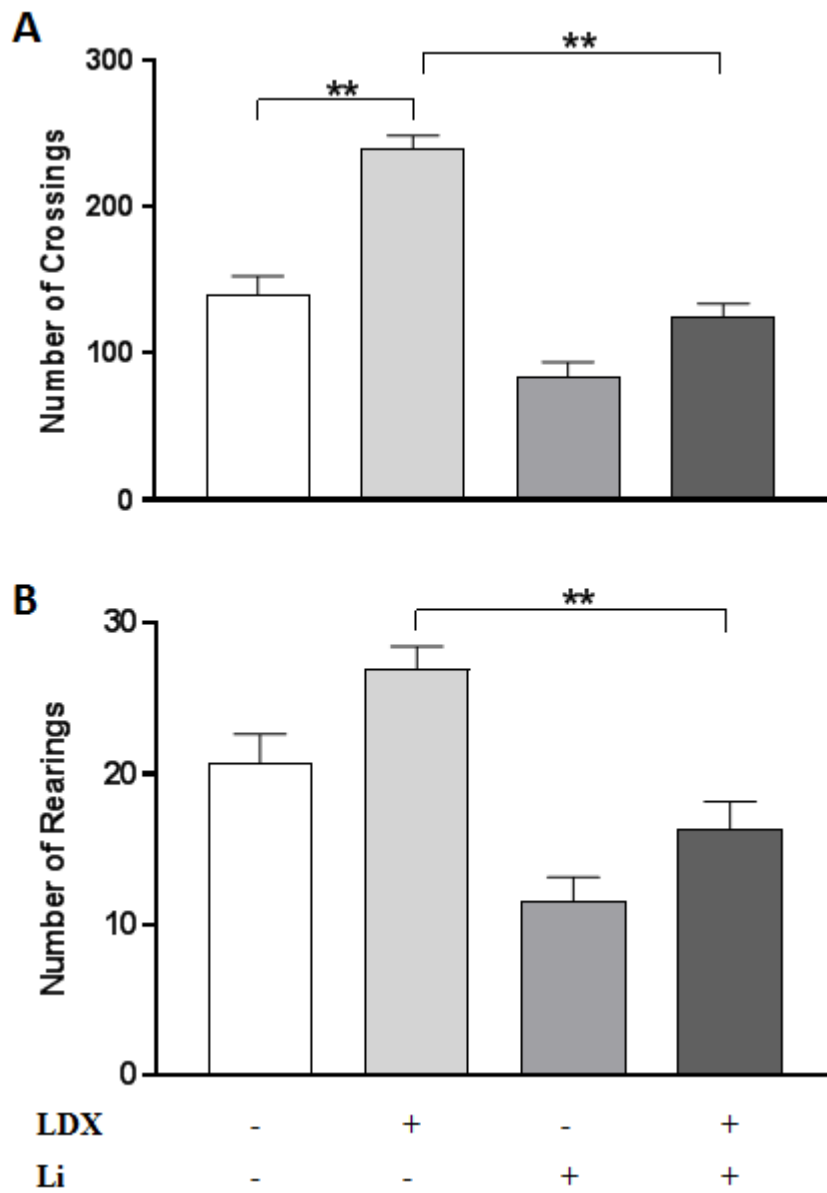 A
**
**
300
200
100
0
Number of Crossings
B
**
30
20
10
0
Number of Rearings
LDX - + - +
Li - - + +